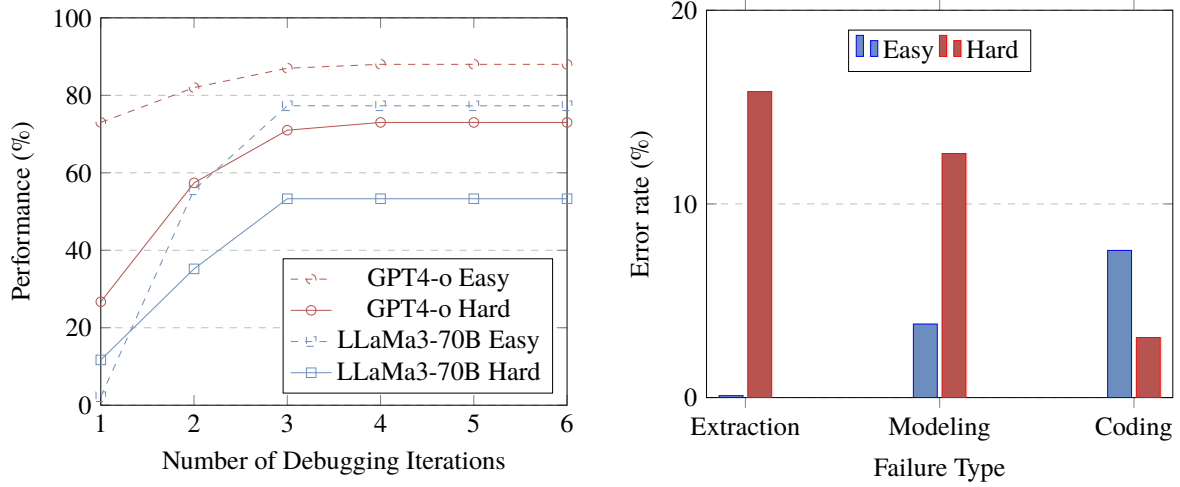 100
80
60
40
20
0
Performance (%)
GPT4-o Easy
GPT4-o Hard
LLaMa3-70B Easy
LLaMa3-70B Hard
1 2 3 4 5 6
Number of Debugging Iterations
20
10
0
Error rate (%)
Easy Hard
Extraction Modeling Coding
Failure Type